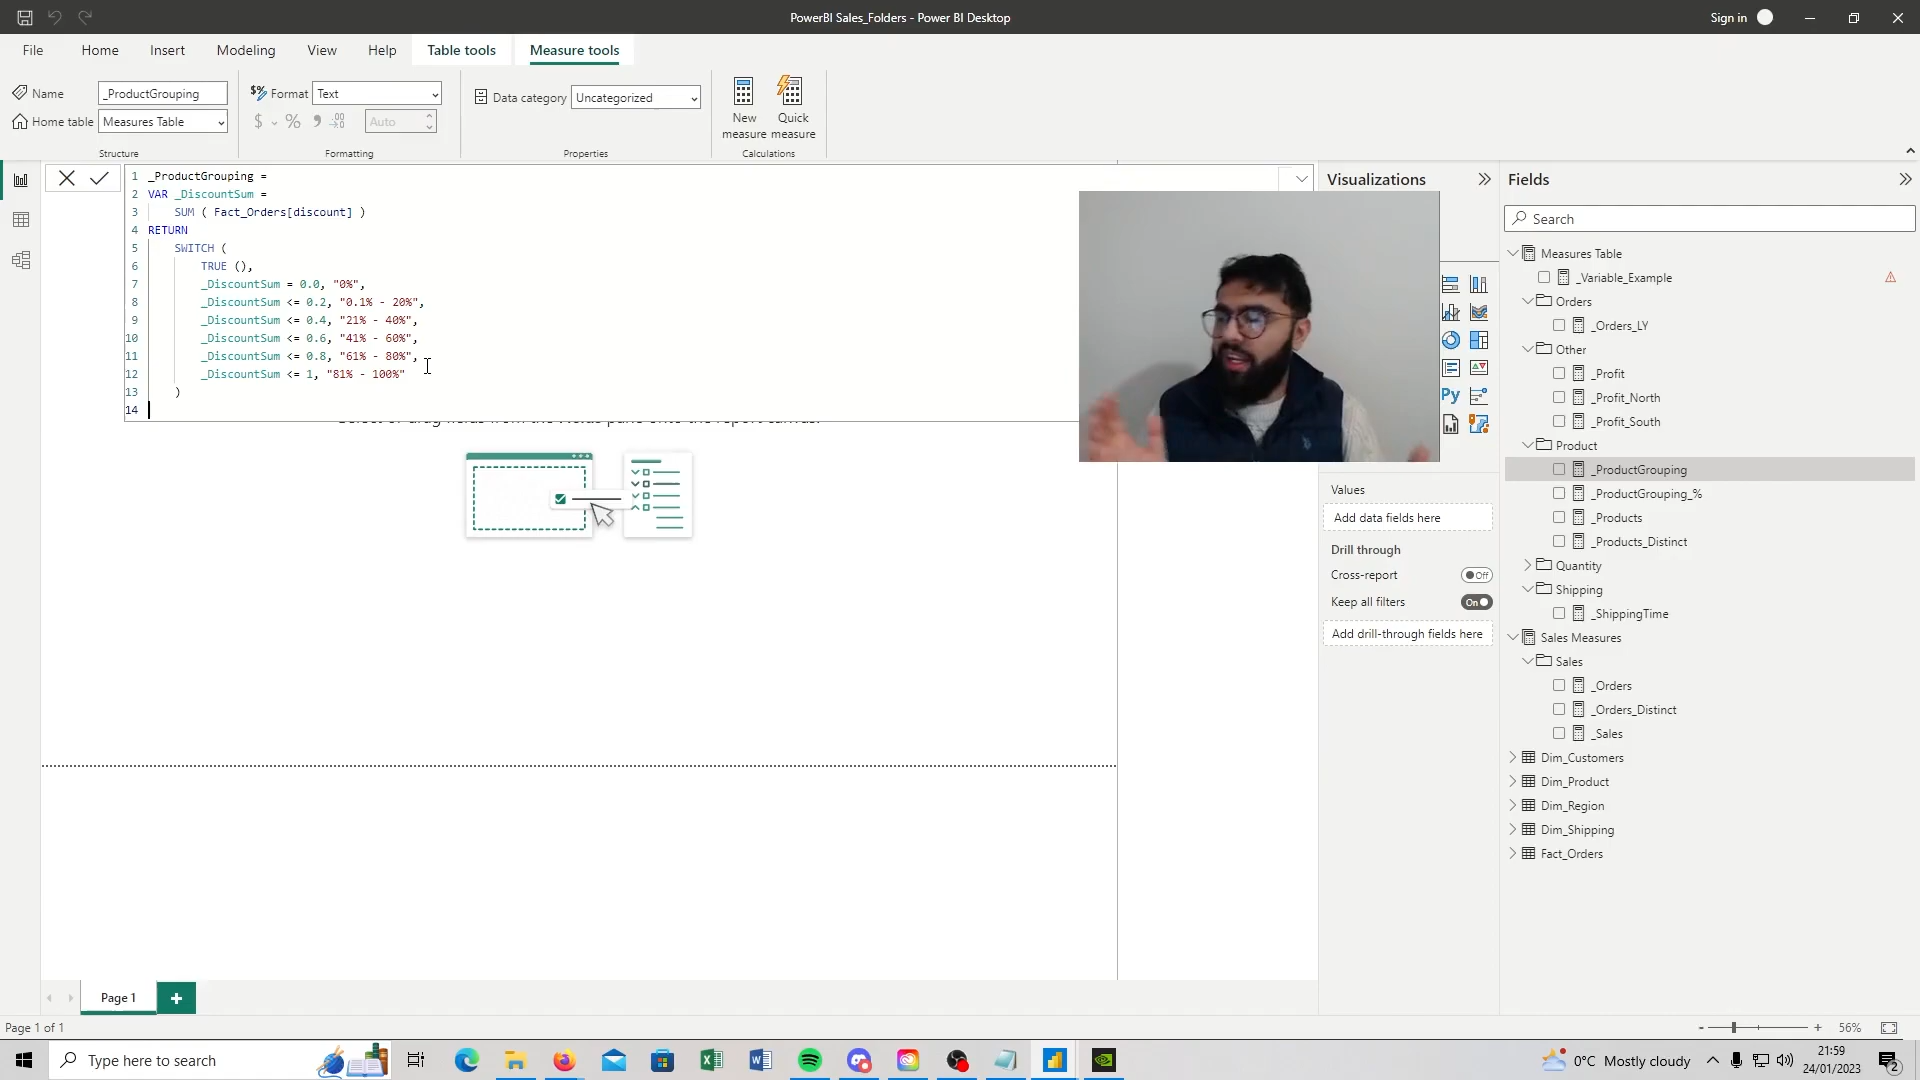 PowerBI Sales_Folders - Power BI Desktop
Sign in
File
Home
Insert
Modeling
View
Help
Table tools
Measure tools
Name
_ProductGrouping
Home table
Measures Table
Structure
Format
Text
$
%
Auto
Formatting
Data category
Uncategorized
Properties
New measure
Quick measure
Calculations
1 _ProductGrouping =
2 VAR _DiscountSum =
3 SUM ( Fact_Orders[discount] )
4 RETURN
5 SWITCH (
6 TRUE (),
7 _DiscountSum = 0.0, "0%",
8 _DiscountSum <= 0.2, "0.1% - 20%",
9 _DiscountSum <= 0.4, "21% - 40%",
10 _DiscountSum <= 0.6, "41% - 60%",
11 _DiscountSum <= 0.8, "61% - 80%",
12 _DiscountSum <= 1, "81% - 100%"
13 )
14
Visualizations
Py
Values
Add data fields here
Drill through
Cross-report
Off
Keep all filters
On
Add drill-through fields here
Fields
Search
Measures Table
_Variable_Example
Orders
_Orders_LY
Other
_Profit
_Profit_North
_Profit_South
Product
_ProductGrouping
_ProductGrouping_%
_Products
_Products_Distinct
Quantity
Shipping
_ShippingTime
Sales Measures
Sales
_Orders
_Orders_Distinct
_Sales
Dim_Customers
Dim_Product
Dim_Region
Dim_Shipping
Fact_Orders
Page 1
Page 1 of 1
- + 56%
Type here to search
0°C Mostly cloudy
21:59
24/01/2023
2